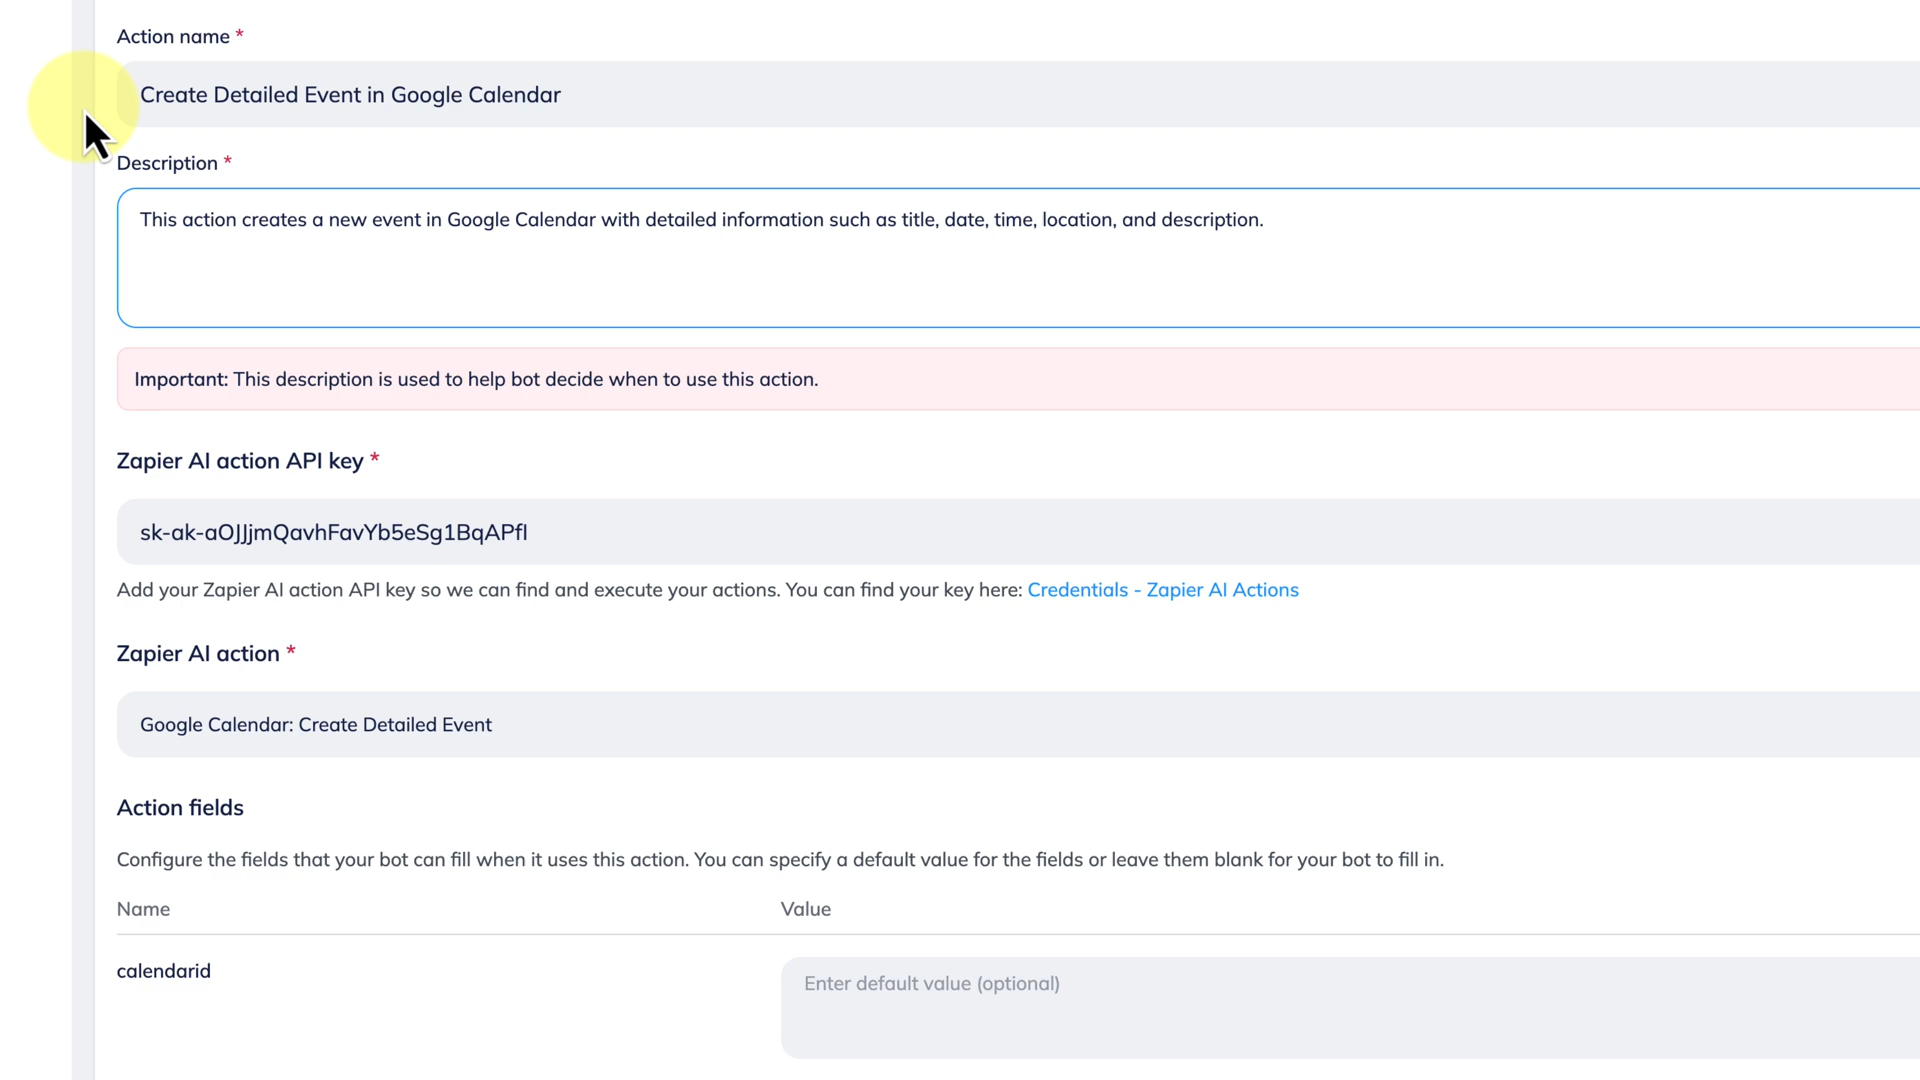 Action name *
Create Detailed Event in Google Calendar
Description *
This action creates a new event in Google Calendar with detailed information such as title, date, time, location, and description.
Important: This description is used to help bot decide when to use this action.
Zapier AI action API key *
sk-ak-aOJJjmQavhFavYb5eSg1BqAPfI
Add your Zapier AI action API key so we can find and execute your actions. You can find your key here: Credentials - Zapier AI Actions
Zapier AI action *
Google Calendar: Create Detailed Event
Action fields
Configure the fields that your bot can fill when it uses this action. You can specify a default value for the fields or leave them blank for your bot to fill in.
Name Value
calendarid
Enter default value (optional)